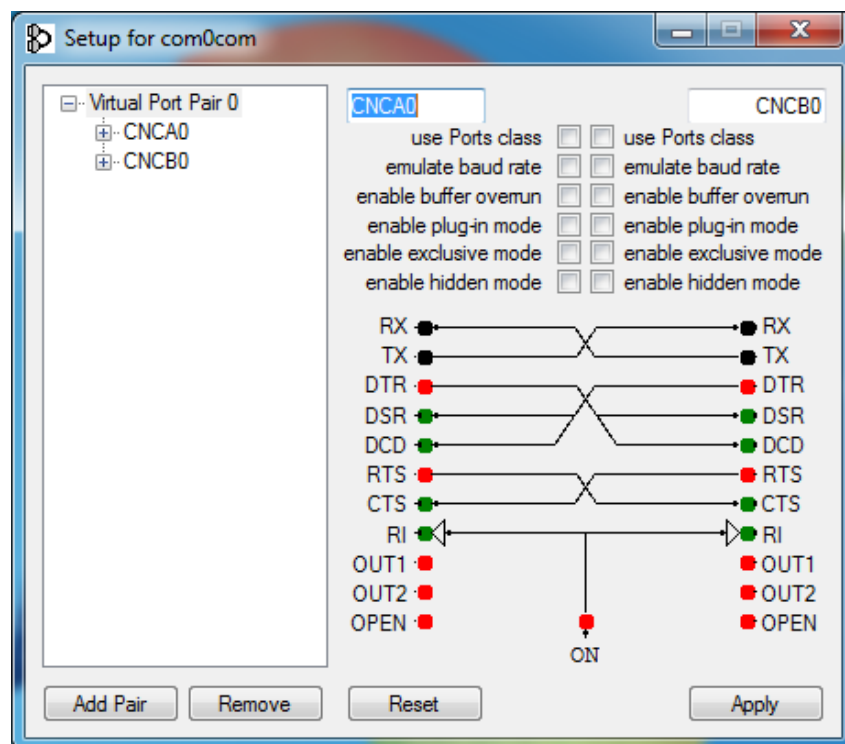 Setup for com0com
Virtual Port Pair 0
CNCA0
CNCB0
CNCA0 CNCB0
use Ports class use Ports class
emulate baud rate emulate baud rate
enable buffer overrun enable buffer overrun
enable plug-in mode enable plug-in mode
enable exclusive mode enable exclusive mode
enable hidden mode enable hidden mode
RX RX
TX TX
DTR DTR
DSR DSR
DCD DCD
RTS RTS
CTS CTS
RI RI
OUT1 OUT1
OUT2 OUT2
OPEN OPEN
ON
Add Pair Remove Reset Apply